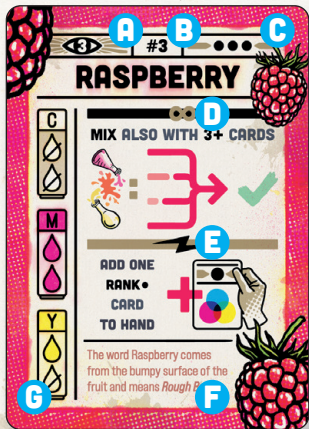 A B C
3 #3
RASPBERRY
D
C
MIX ALSO WITH 3+ CARDS
M
E
ADD ONE
RANK•
CARD
TO HAND
Y
The word Raspberry comes
from the bumpy surface of the
fruit and means Rough
G F